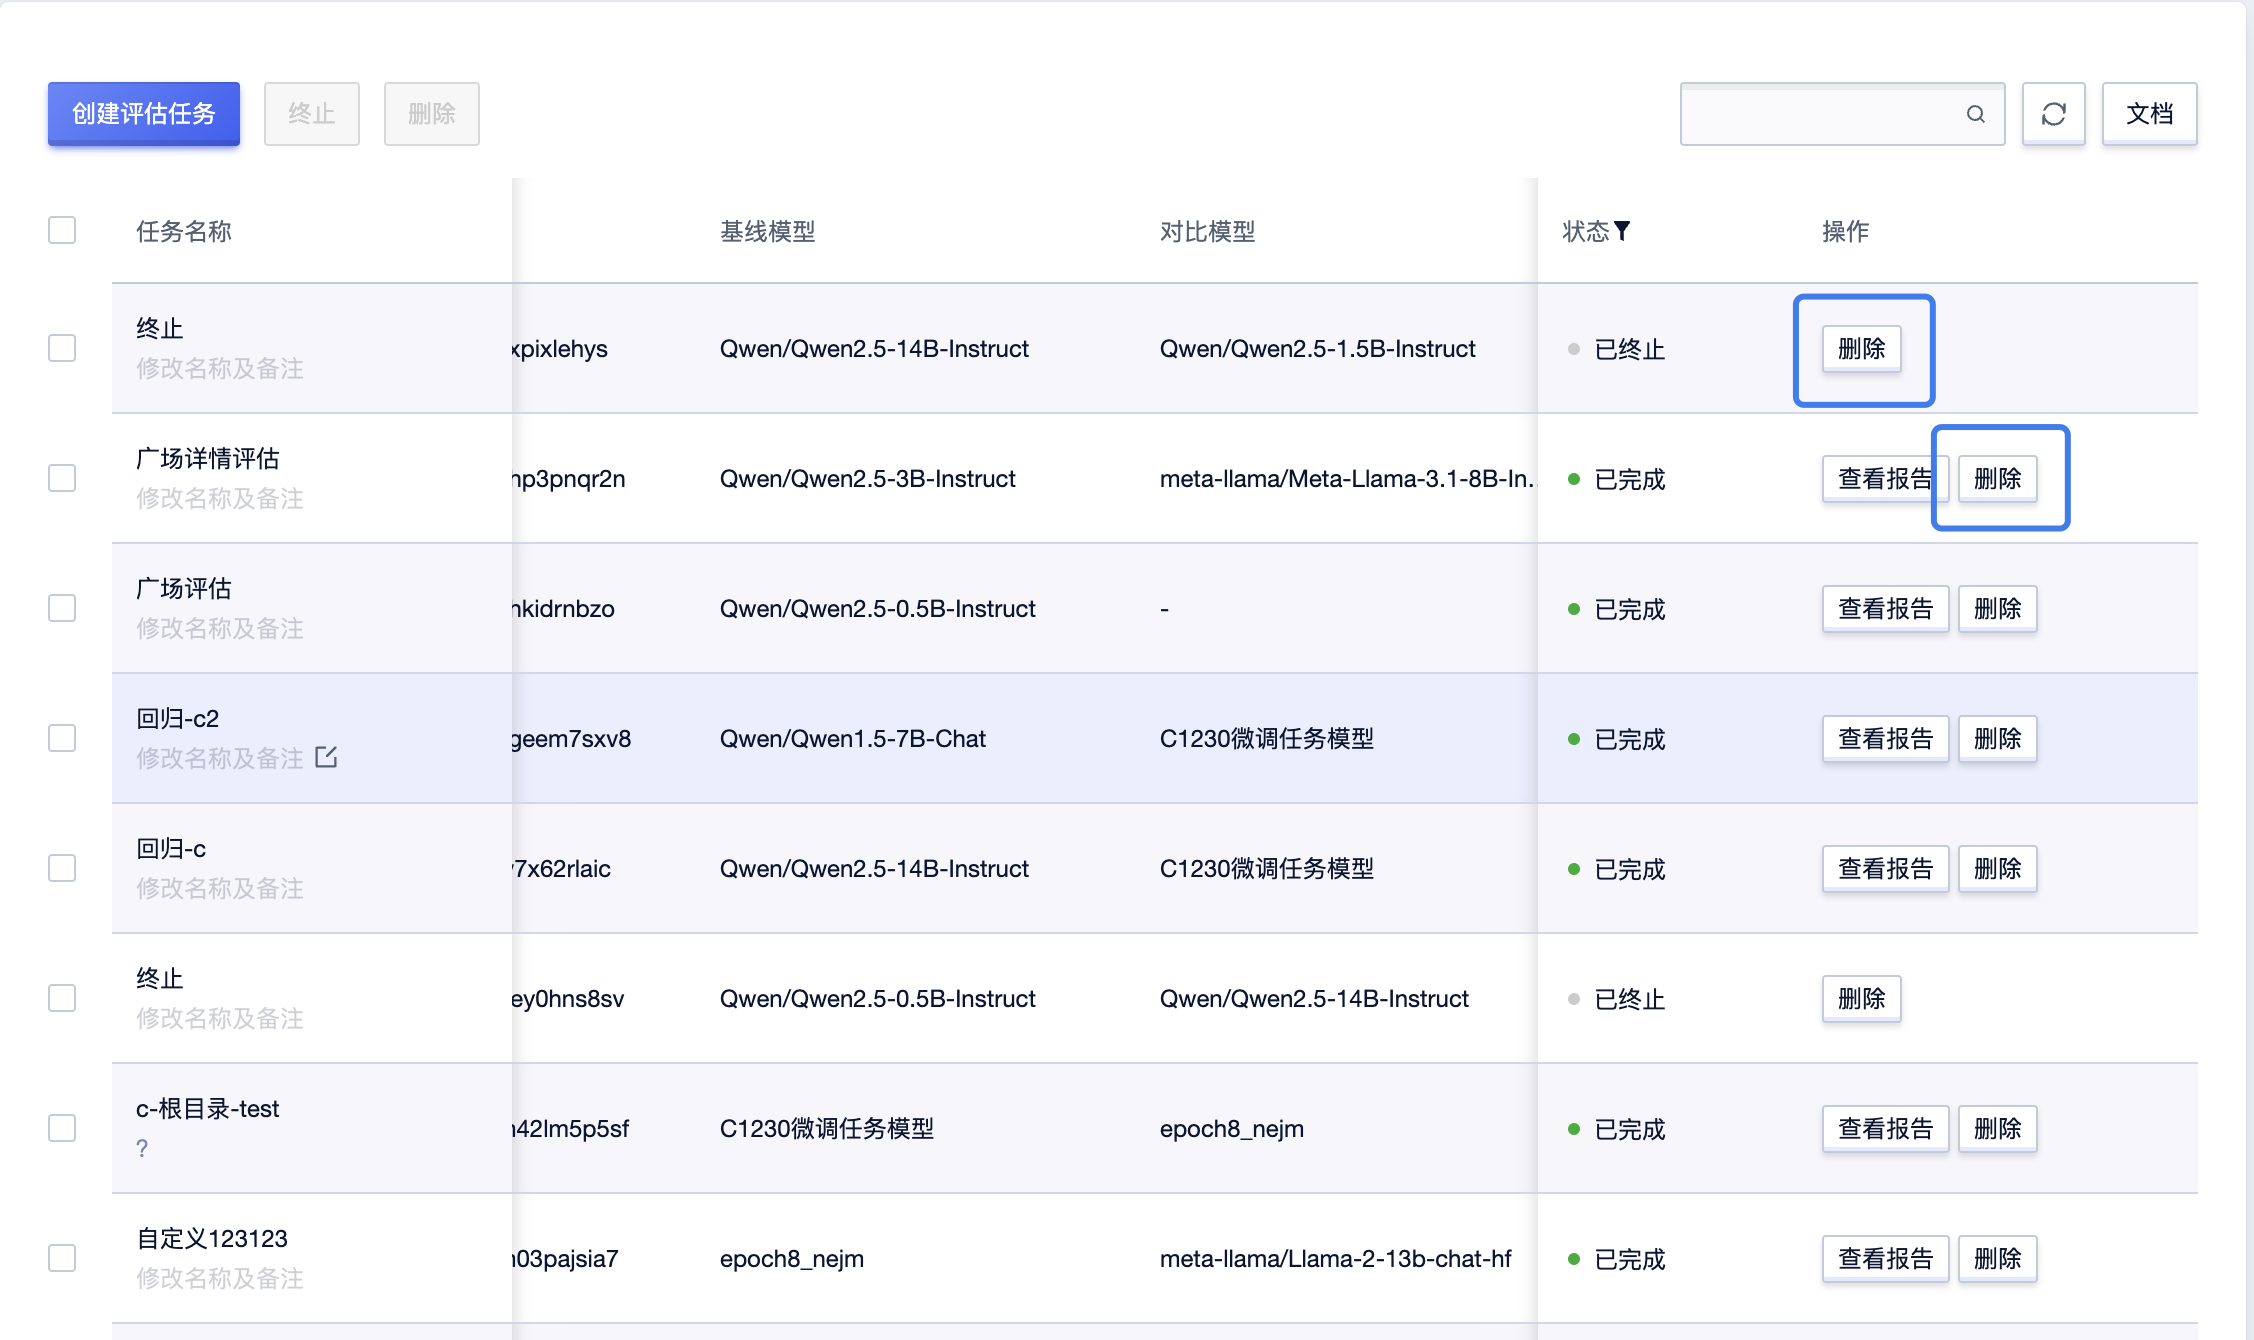 创建评估任务 终止 删除 文档
任务名称 基线模型 对比模型 状态 操作
终止
修改名称及备注
xpixlehys Qwen/Qwen2.5-14B-Instruct Qwen/Qwen2.5-1.5B-Instruct 已终止 删除
广场详情评估
修改名称及备注
np3pnqr2n Qwen/Qwen2.5-3B-Instruct meta-llama/Meta-Llama-3.1-8B-In... 已完成 查看报告 删除
广场评估
修改名称及备注
nkidrnbzo Qwen/Qwen2.5-0.5B-Instruct - 已完成 查看报告 删除
回归-c2
修改名称及备注
geem7sxv8 Qwen/Qwen1.5-7B-Chat C1230微调任务模型 已完成 查看报告 删除
回归-c
修改名称及备注
7x62rlaic Qwen/Qwen2.5-14B-Instruct C1230微调任务模型 已完成 查看报告 删除
终止
修改名称及备注
ey0hns8sv Qwen/Qwen2.5-0.5B-Instruct Qwen/Qwen2.5-14B-Instruct 已终止 删除
c-根目录-test
?
42lm5p5sf C1230微调任务模型 epoch8_nejm 已完成 查看报告 删除
自定义123123
修改名称及备注
03pajsia7 epoch8_nejm meta-llama/Llama-2-13b-chat-hf 已完成 查看报告 删除